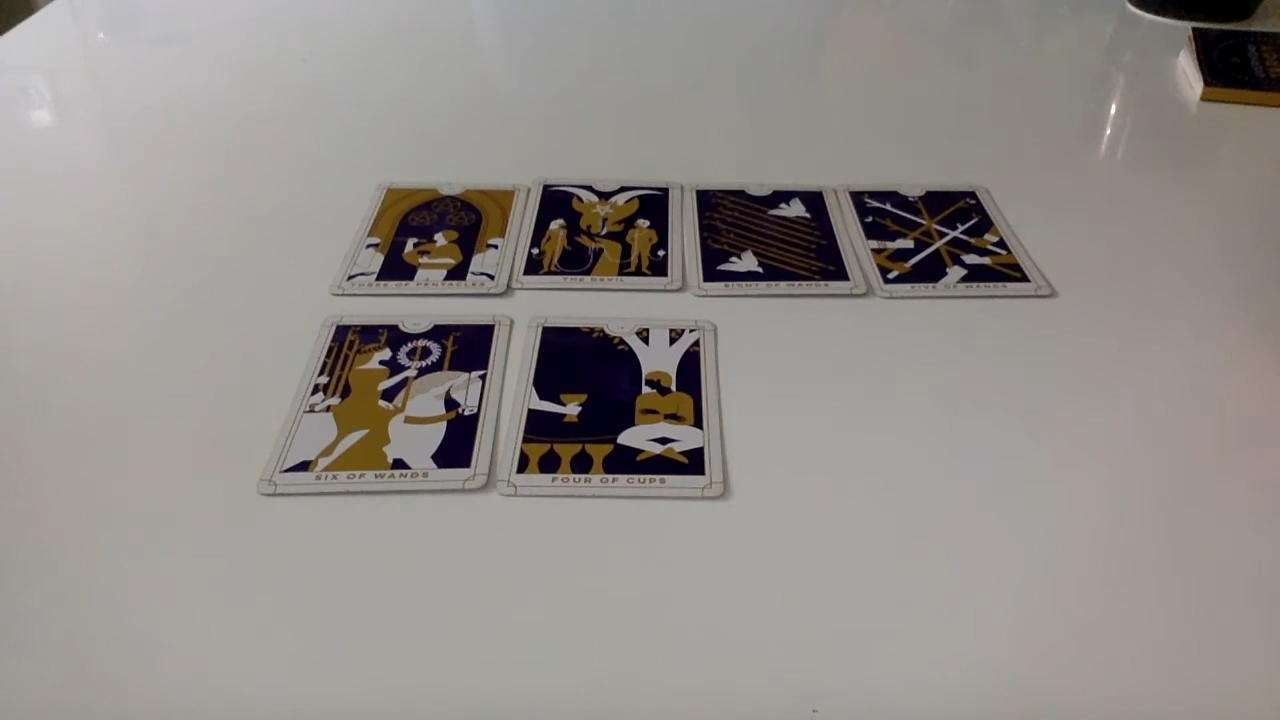 THREE OF PENTACLES
THE DEVIL
EIGHT OF WANDS
FIVE OF WANDS
SIX OF WANDS
FOUR OF CUPS